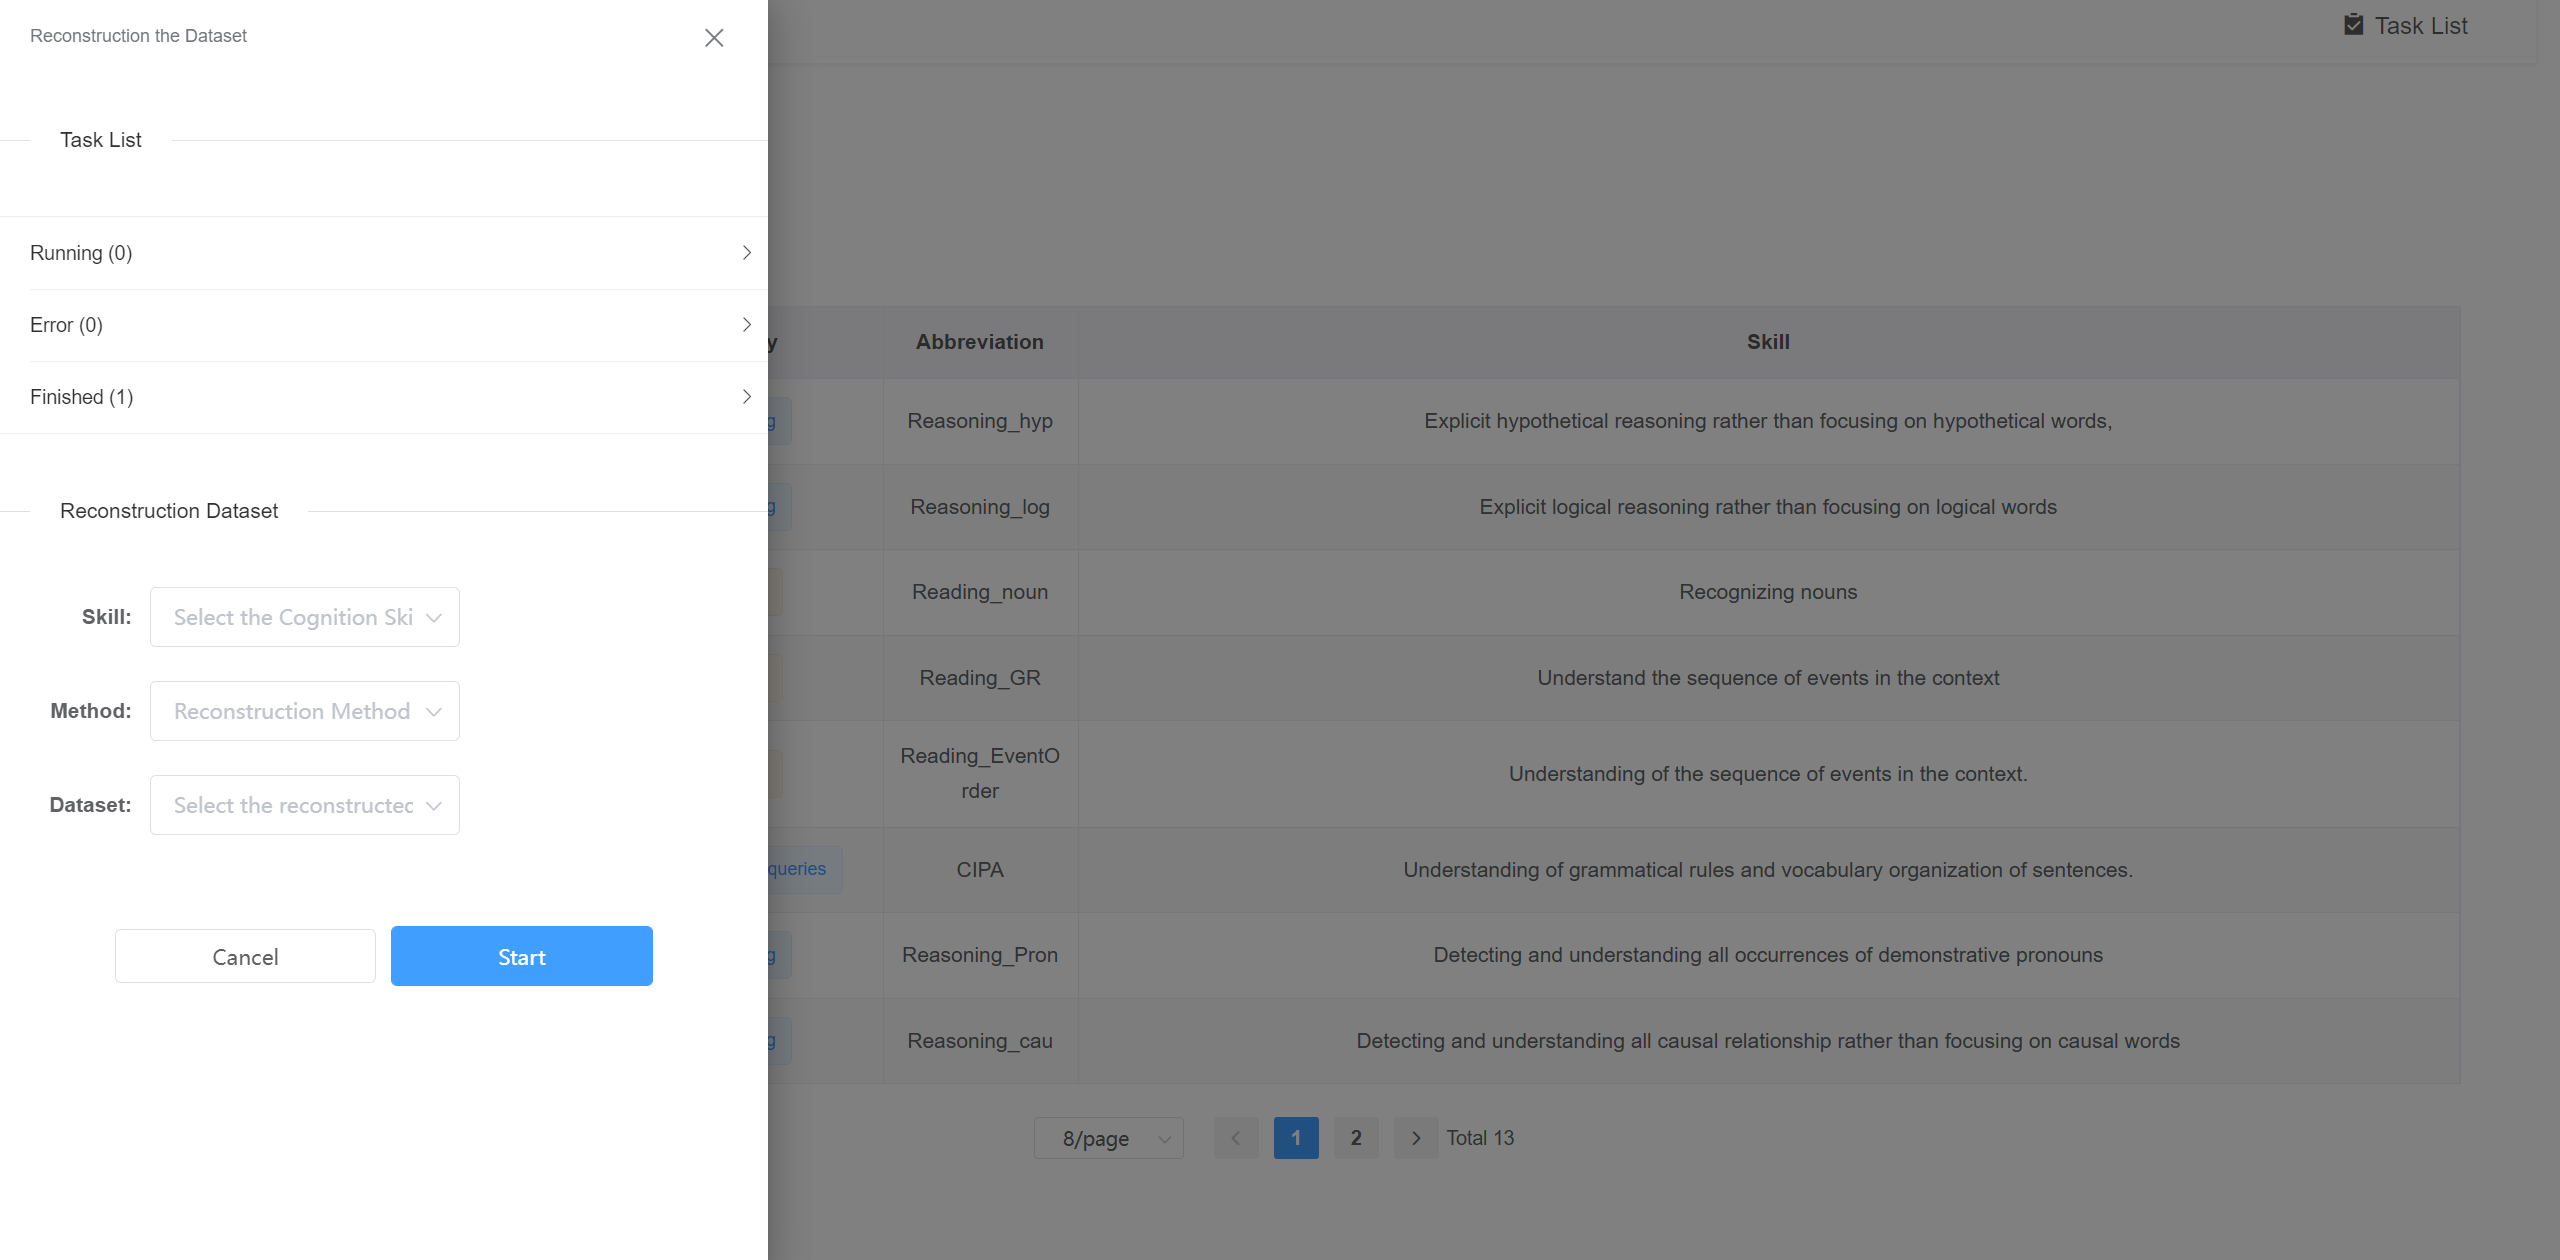 Reconstruction the Dataset
Task List
Task List
Running (0)
Error (0)
Finished (1)
Reconstruction Dataset
Skill:
Select the Cognition Ski
Method:
Reconstruction Method
Dataset:
Select the reconstructed
Cancel
Start
y
Abbreviation
Skill
g
Reasoning_hyp
Explicit hypothetical reasoning rather than focusing on hypothetical words,
g
Reasoning_log
Explicit logical reasoning rather than focusing on logical words
Reading_noun
Recognizing nouns
Reading_GR
Understand the sequence of events in the context
Reading_EventO
rder
Understanding of the sequence of events in the context.
queries
CIPA
Understanding of grammatical rules and vocabulary organization of sentences.
g
Reasoning_Pron
Detecting and understanding all occurrences of demonstrative pronouns
g
Reasoning_cau
Detecting and understanding all causal relationship rather than focusing on causal words
8/page
1
2
Total 13